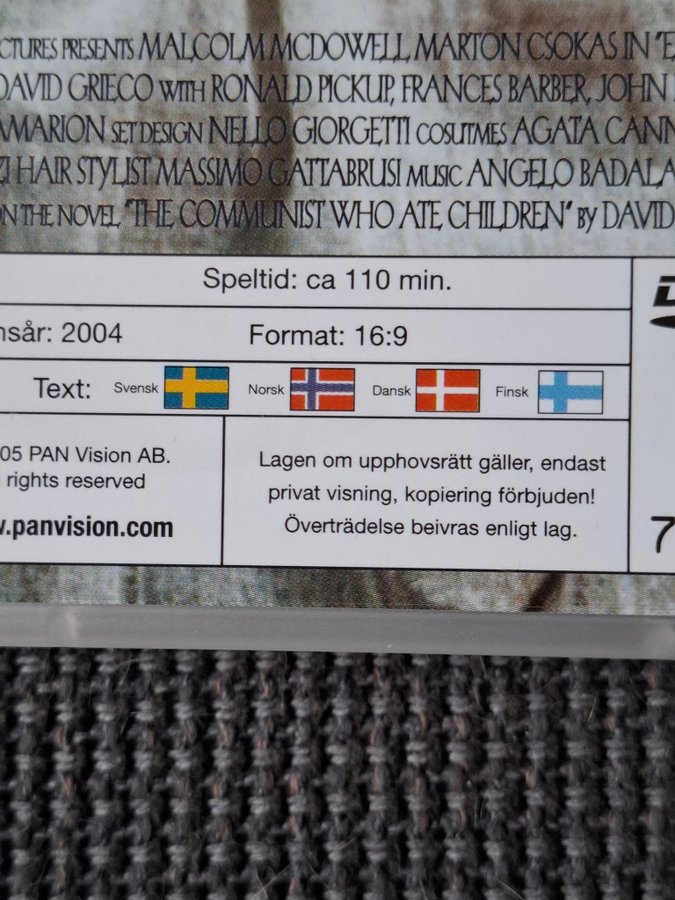 CTURES PRESENTS MALCOLM MCDOWELL, MARTON CSOKAS IN "E
DAVID GRIECO WITH RONALD PICKUP, FRANCES BARBER, JOHN
AMARION SET DESIGN NELLO GIORGETTI COSUTMES AGATA CANN
ZI HAIR STYLIST MASSIMO GATTABRUSI MUSIC ANGELO BADALA
ON THE NOVEL "THE COMMUNIST WHO ATE CHILDREN" By DAVID
Speltid: ca 110 min.
nsår: 2004 Format: 16:9
Text: Svensk Norsk Dansk Finsk
05 PAN Vision AB.
rights reserved
w.panvision.com
Lagen om upphovsrätt gäller, endast
privat visning, kopiering förbjuden!
Överträdelse beivras enligt lag.
D
7